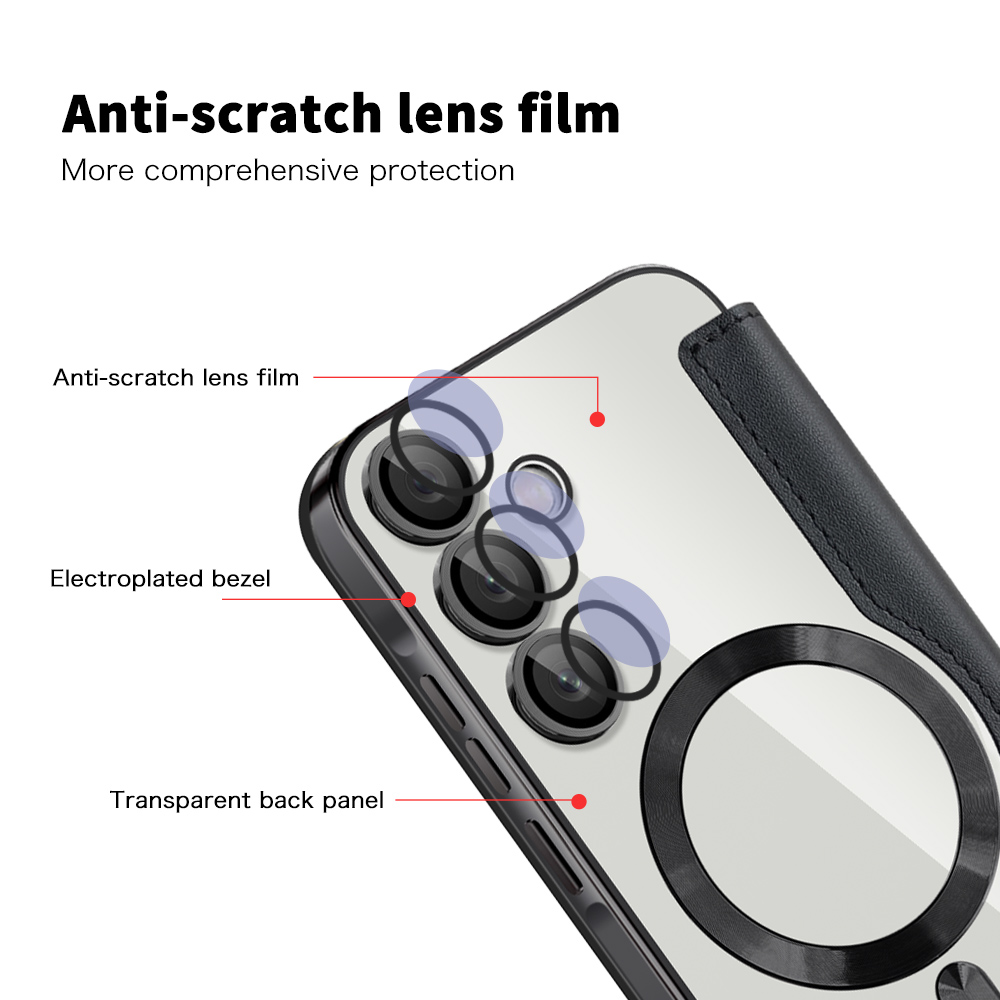 Anti-scratch lens film
More comprehensive protection
Anti-scratch lens film
Electroplated bezel
Transparent back panel